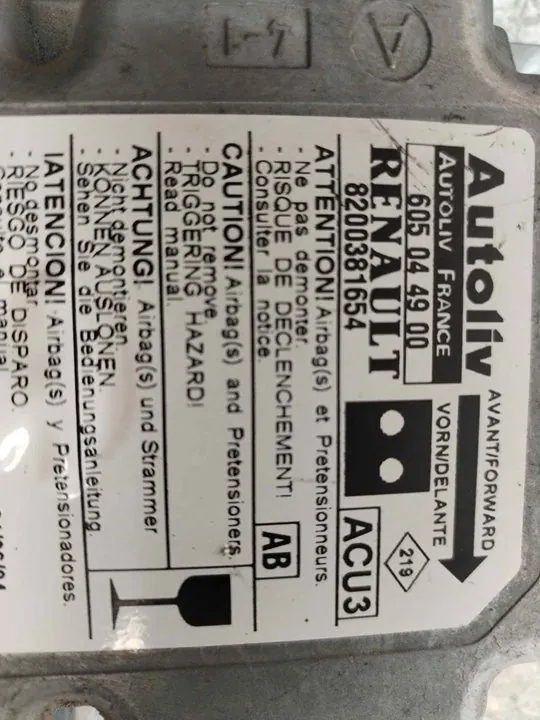 Autoliv
AUTOLIV FRANCE
605 04 49 00
RENAULT
8200381654
AVANT/FORWARD
VORN/DELANTE
219
ACU3
ATTENTION! Airbag(s) et Pretensionneurs.
- Ne pas demonter.
- RISQUE DE DECLENCHEMENT!
- Consulter la notice.
AB
CAUTION! Airbag(s) and Pretensioners.
- Do not remove.
- TRIGGERING HAZARD!
- Read manual.
ACHTUNG! Airbag(s) und Strammer
- Nicht demontieren.
- KÖNNEN AUSLÖNEN.
- Sehen Sie die Bedienungsanleitung.
!ATENCION! Airbag(s) y Pretensionadores.
- No desmontar.
- RIESGO DE DISPARO.
manual
A